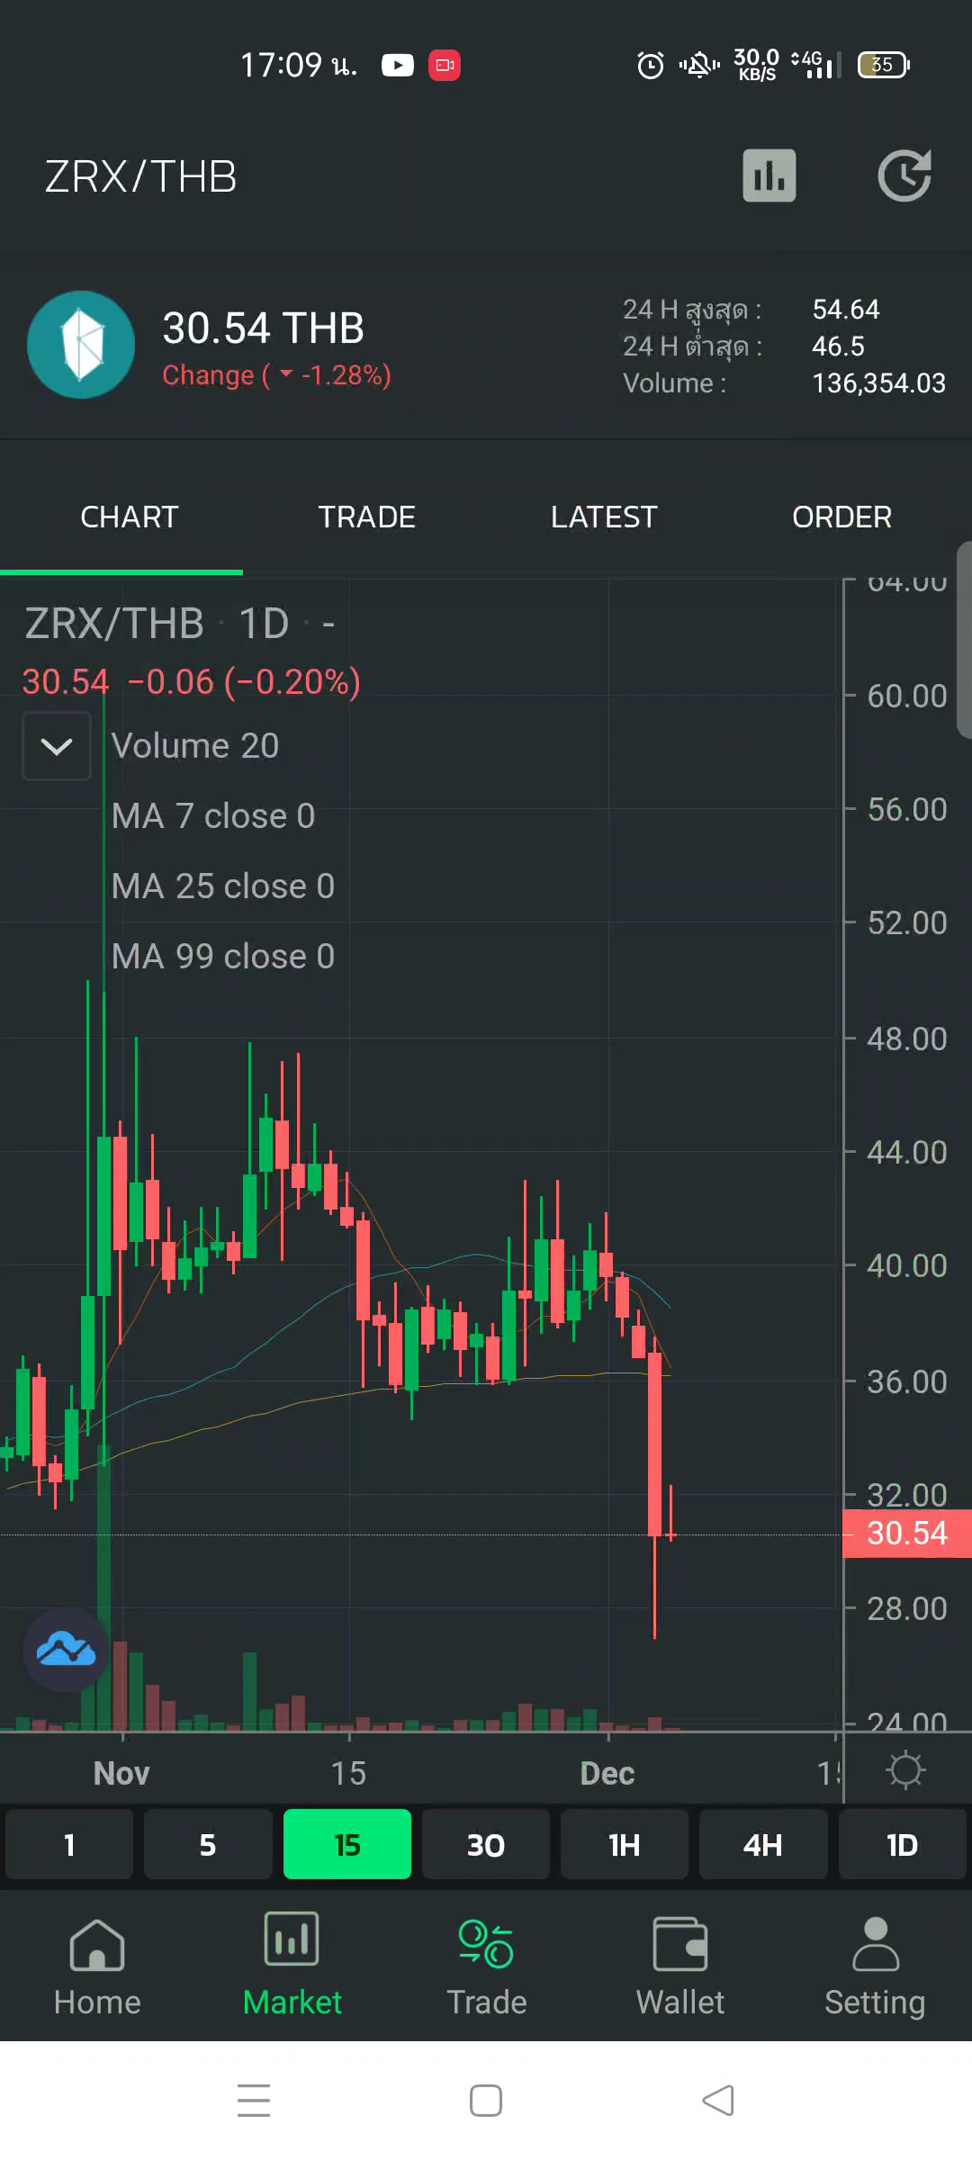 17:09 น.
30.0
KB/S
4G
35
ZRX/THB
30.54 THB
Change ( -1.28%)
24 H สูงสุด : 54.64
24 H ต่ำสุด : 46.5
Volume : 136,354.03
CHART TRADE LATEST ORDER
ZRX/THB · 1D · -
30.54 −0.06 (−0.20%)
Volume 20
MA 7 close 0
MA 25 close 0
MA 99 close 0
64.00
60.00
56.00
52.00
48.00
44.00
40.00
36.00
32.00
30.54
28.00
24.00
Nov 15 Dec 15
1 5 15 30 1H 4H 1D
Home Market Trade Wallet Setting